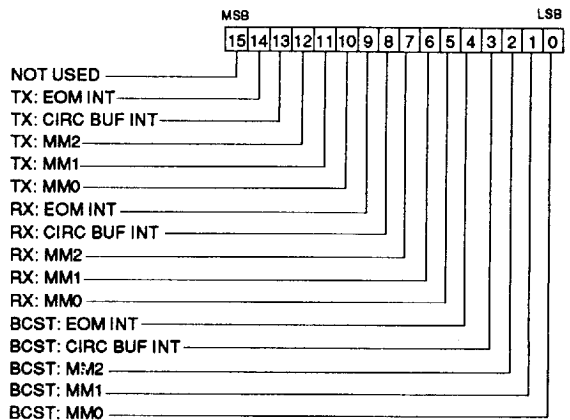 MSB LSB
15 14 13 12 11 10 9 8 7 6 5 4 3 2 1 0
NOT USED
TX: EOM INT
TX: CIRC BUF INT
TX: MM2
TX: MM1
TX: MM0
RX: EOM INT
RX: CIRC BUF INT
RX: MM2
RX: MM1
RX: MM0
BCST: EOM INT
BCST: CIRC BUF INT
BCST: MM2
BCST: MM1
BCST: MM0